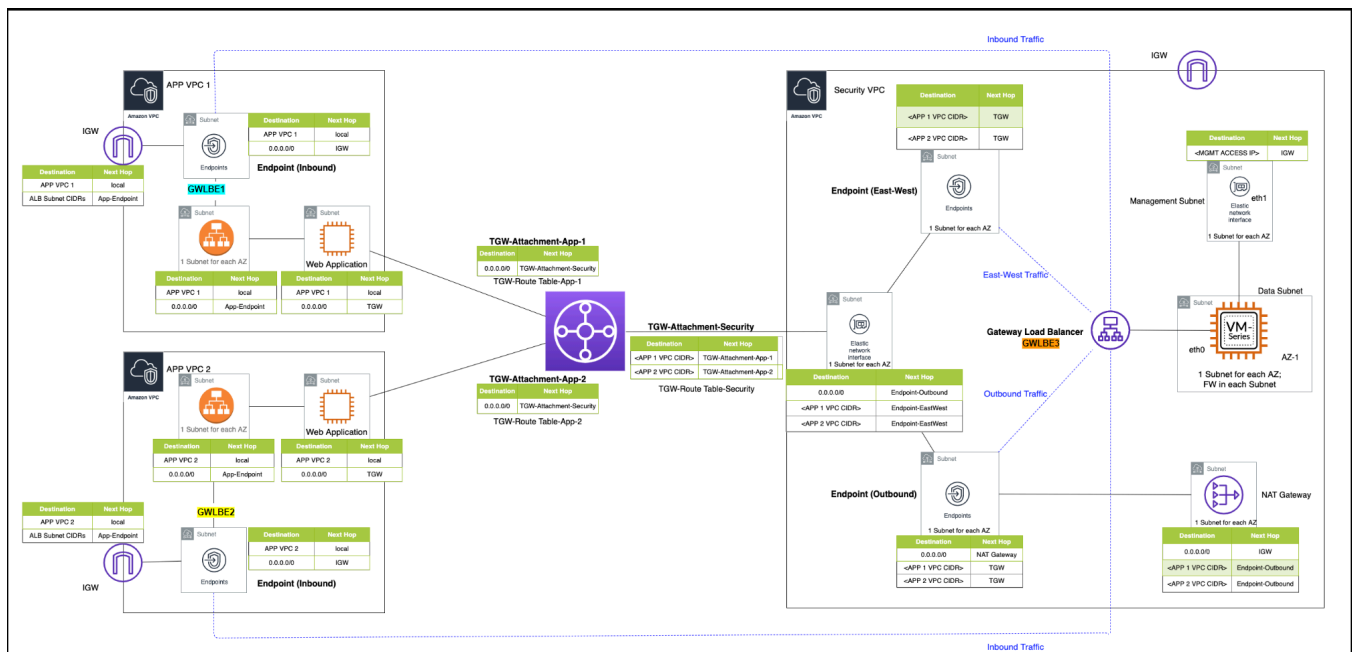 Inbound Traffic
IGW
APP VPC 1
Amazon VPC
Subnet
Endpoints
Destination Next Hop
APP VPC 1 local
0.0.0.0/0 IGW
Endpoint (Inbound)
IGW
Destination Next Hop
APP VPC 1 local
ALB Subnet CIDRs App-Endpoint
GWLBE1
Subnet
1 Subnet for each AZ
Subnet
Web Application
Destination Next Hop
APP VPC 1 local
0.0.0.0/0 App-Endpoint
Destination Next Hop
APP VPC 1 local
0.0.0.0/0 TGW
APP VPC 2
Amazon VPC
Subnet
1 Subnet for each AZ
Subnet
Web Application
Destination Next Hop
APP VPC 2 local
0.0.0.0/0 App-Endpoint
Destination Next Hop
APP VPC 2 local
0.0.0.0/0 TGW
GWLBE2
Destination Next Hop
APP VPC 2 local
ALB Subnet CIDRs App-Endpoint
IGW
Subnet
Endpoints
Destination Next Hop
APP VPC 2 local
0.0.0.0/0 IGW
Endpoint (Inbound)
TGW-Attachment-App-1
Destination Next Hop
0.0.0.0/0 TGW-Attachment-Security
TGW-Route Table-App-1
TGW-Attachment-App-2
Destination Next Hop
0.0.0.0/0 TGW-Attachment-Security
TGW-Route Table-App-2
TGW-Attachment-Security
Destination Next Hop
<APP 1 VPC CIDR> TGW-Attachment-App-1
<APP 2 VPC CIDR> TGW-Attachment-App-2
TGW-Route Table-Security
Security VPC
Amazon VPC
Destination Next Hop
<APP 1 VPC CIDR> TGW
<APP 2 VPC CIDR> TGW
Endpoint (East-West)
Subnet
Endpoints
1 Subnet for each AZ
East-West Traffic
Subnet
Elastic
network
interface
1 Subnet for each AZ
Destination Next Hop
0.0.0.0/0 Endpoint-Outbound
<APP 1 VPC CIDR> Endpoint-EastWest
<APP 2 VPC CIDR> Endpoint-EastWest
Gateway Load Balancer
GWLBE3
Outbound Traffic
Endpoint (Outbound)
Subnet
Endpoints
1 Subnet for each AZ
Destination Next Hop
0.0.0.0/0 NAT Gateway
<APP 1 VPC CIDR> TGW
<APP 2 VPC CIDR> TGW
Destination Next Hop
<MGMT ACCESS IP> IGW
Management Subnet
Subnet
eth1
Elastic
network
interface
1 Subnet for each AZ
Data Subnet
Subnet
VM-
Series
eth0
AZ-1
1 Subnet for each AZ;
FW in each Subnet
Subnet
NAT Gateway
1 Subnet for each AZ
Destination Next Hop
0.0.0.0/0 IGW
<APP 1 VPC CIDR> Endpoint-Outbound
<APP 2 VPC CIDR> Endpoint-Outbound
Inbound Traffic